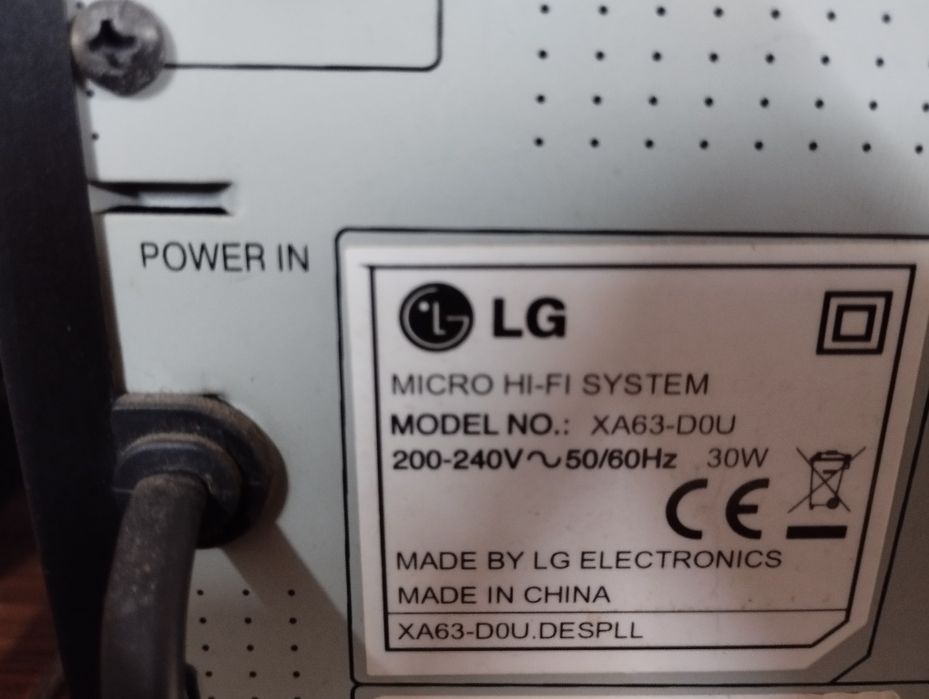 POWER IN
LG
MICRO HI-FI SYSTEM
MODEL NO.: XA63-D0U
200-240V~50/60Hz 30W
CE
MADE BY LG ELECTRONICS
MADE IN CHINA
XA63-D0U.DESPLL